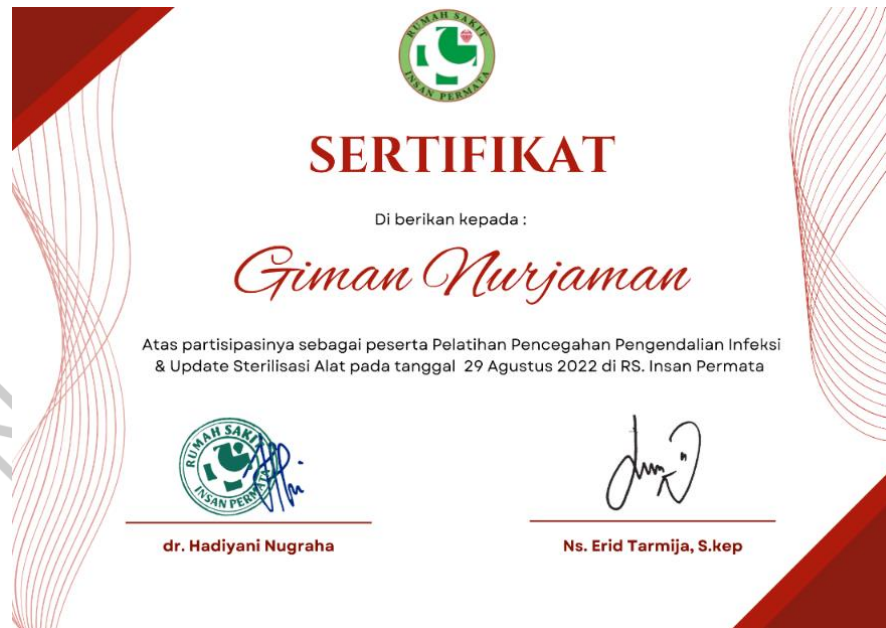 RUMAH SAKIT
INSAN PERMATA
SERTIFIKAT
Di berikan kepada :
Giman Nurjaman
Atas partisipasinya sebagai peserta Pelatihan Pencegahan Pengendalian Infeksi
& Update Sterilisasi Alat pada tanggal 29 Agustus 2022 di RS. Insan Permata
RUMAH SAKIT
INSAN PERMATA
dr. Hadiyani Nugraha
Ns. Erid Tarmija, S.kep